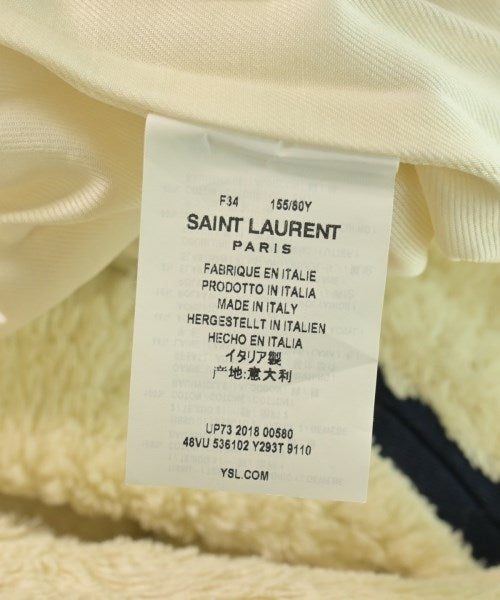 F34 155/60Y
SAINT LAURENT
PARIS
FABRIQUE EN ITALIE
PRODOTTO IN ITALIA
MADE IN ITALY
HERGESTELLT IN ITALIEN
HECHO EN ITALIA
イタリア製
产地:意大利
UP73 2018 00580
48VU 536102 Y293T 9110
YSL.COM